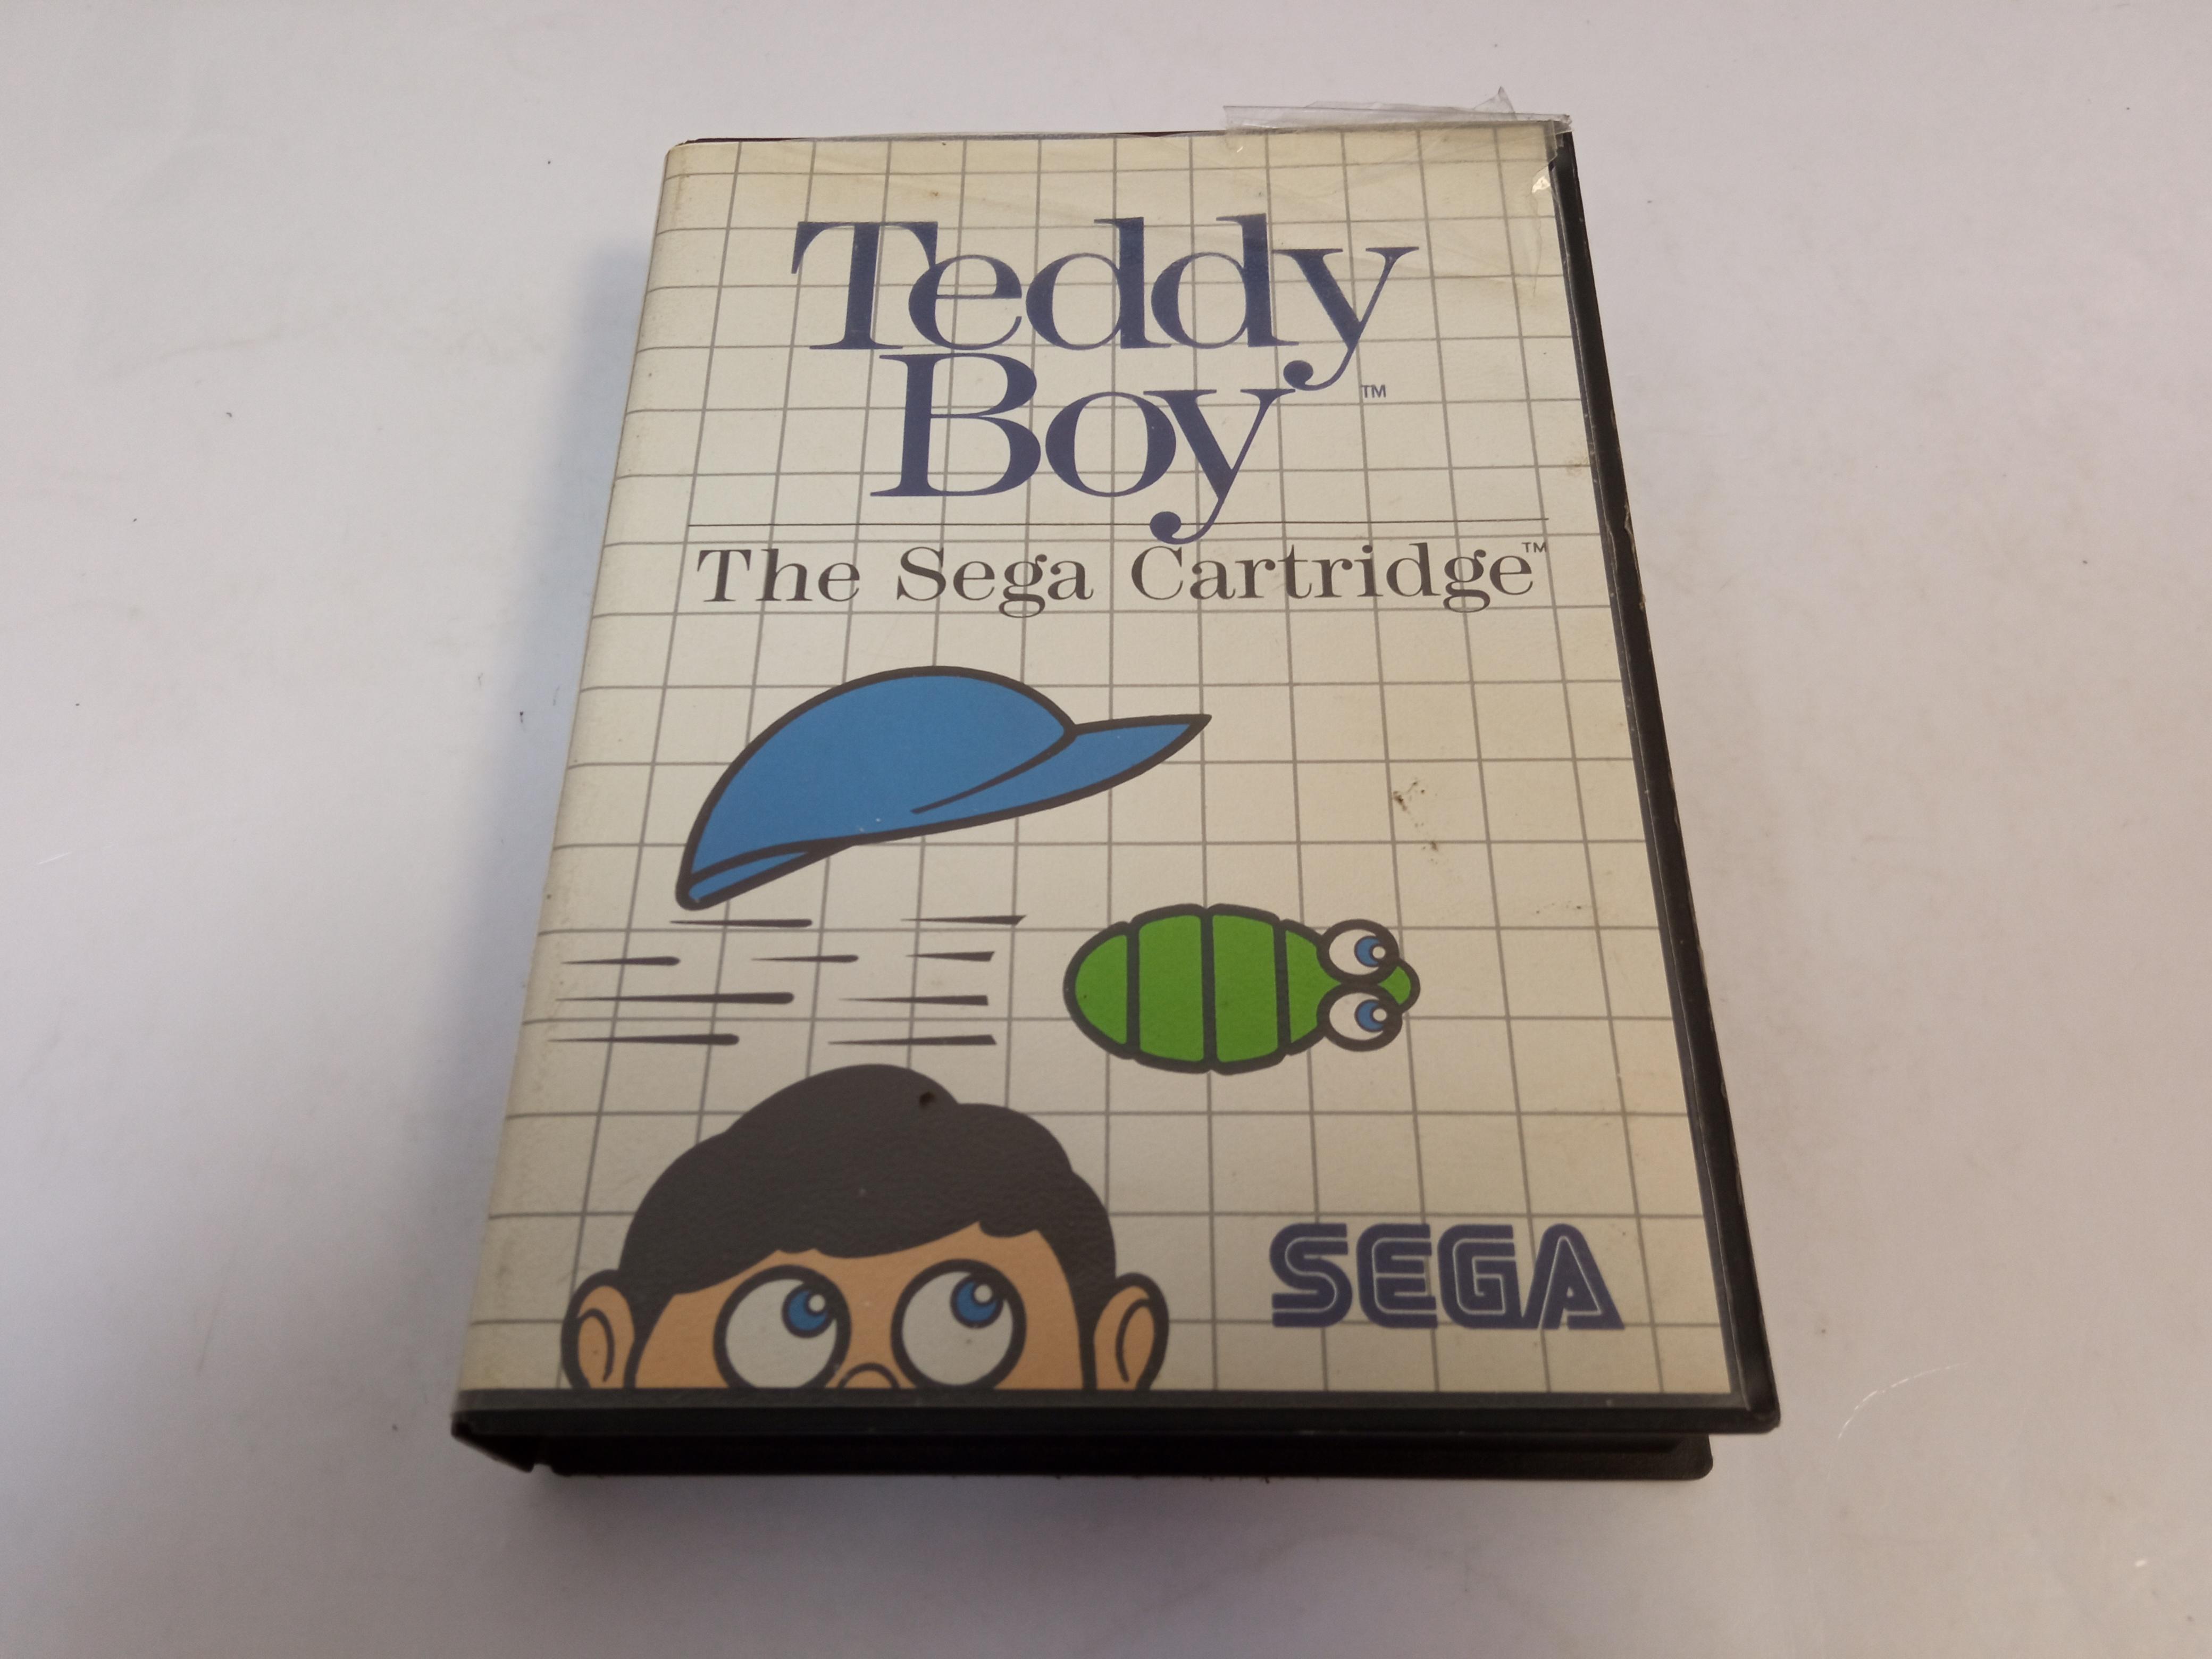 Teddy
Boy™
The Sega Cartridge™
SEGA